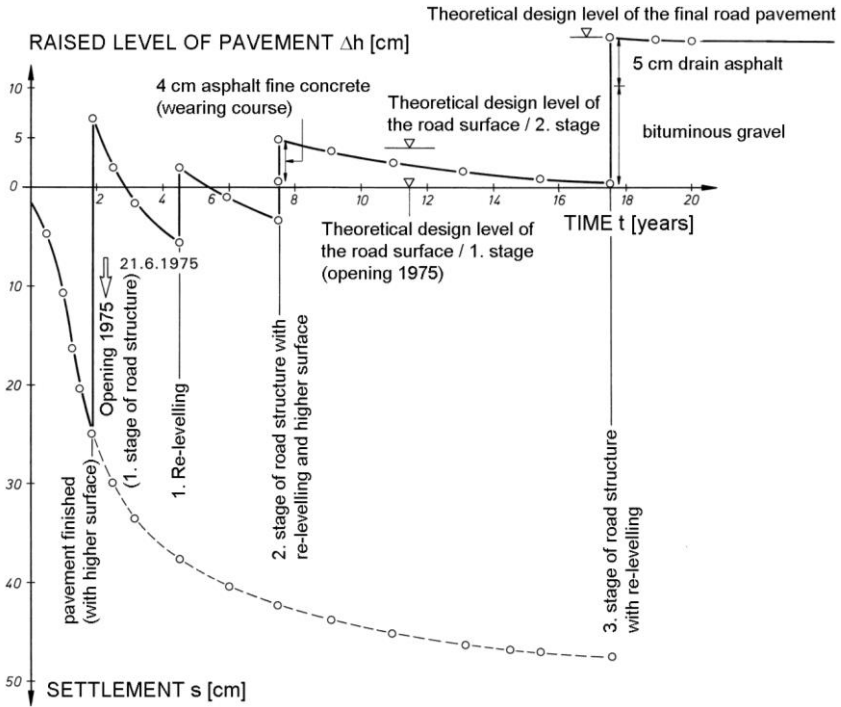 Theoretical design level of the final road pavement
RAISED LEVEL OF PAVEMENT Δh [cm]
5 cm drain asphalt
4 cm asphalt fine concrete
(wearing course)
10
Theoretical design level of
the road surface / 2. stage
bituminous gravel
5
0
2
4
6
8
10
12
14
16
18
20
TIME t [years]
Theoretical design level of
the road surface / 1. stage
(opening 1975)
21.6.1975
10
Opening 1975
(1. stage of road structure)
1. Re-levelling
2. stage of road structure with
re-levelling and higher surface
20
30
pavement finished
(with higher surface)
3. stage of road structure
with re-levelling
40
50
SETTLEMENT s [cm]